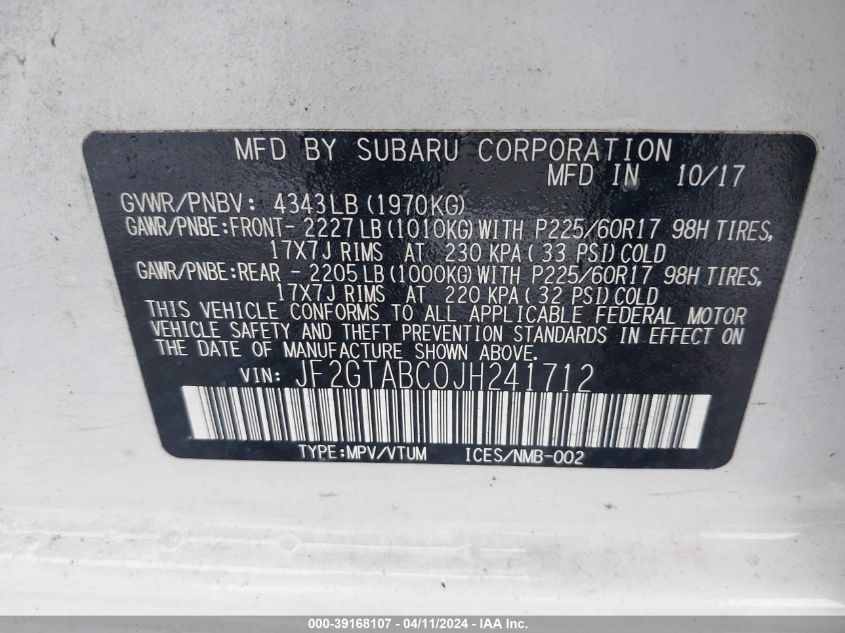 MFD BY SUBARU CORPORATION
MFD IN 10/17
GVWR/PNBV: 4343LB (1970KG)
GAWR/PNBE:FRONT- 2227 LB (1010KG) WITH P225/60R17 98H TIRES,
17X7J RIMS AT 230 KPA (33 PSI) COLD
GAWR/PNBE:REAR - 2205 LB (1000KG) WITH P225/60R17 98H TIRES,
17X7J RIMS AT 220 KPA (32 PSI) COLD
THIS VEHICLE CONFORMS TO ALL APPLICABLE FEDERAL MOTOR
VEHICLE SAFETY AND THEFT PREVENTION STANDARDS IN EFFECT ON
THE DATE OF MANUFACTURE SHOWN ABOVE.
VIN: JF2GTABC0JH241712
TYPE:MPV/VTUM ICES/NMB-002
000-39168107 - 04/11/2024 - IAA Inc.